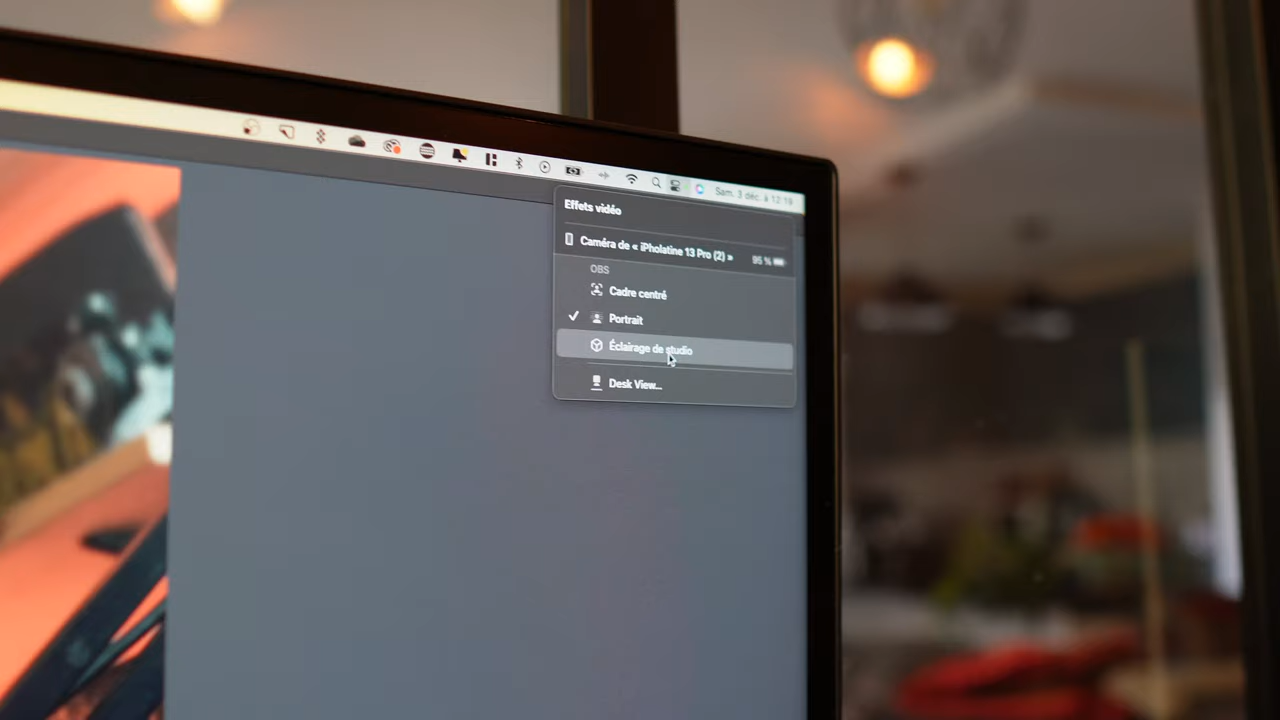 Sam. 3 déc. à 12:19
Effets vidéo
Caméra de « iPholatine 13 Pro (2) » 95 %
OBS
Cadre centré
Portrait
Éclairage de studio
Desk View...